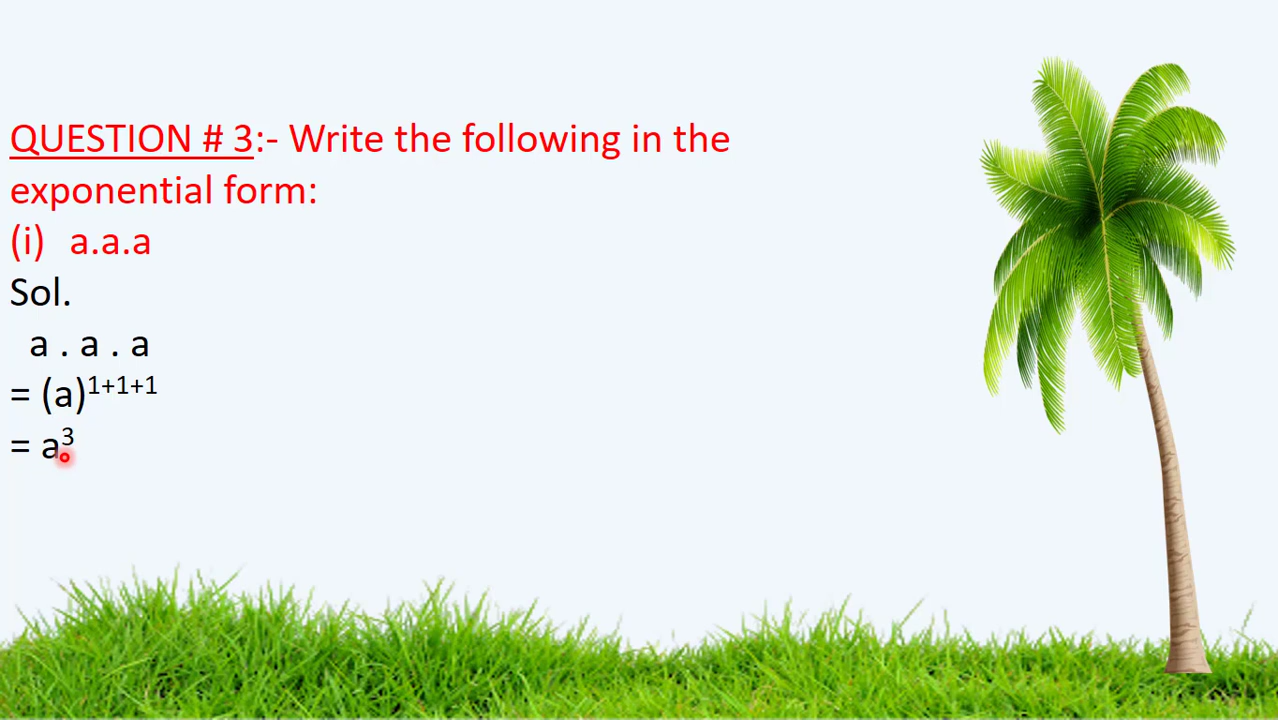 QUESTION # 3:- Write the following in the
exponential form:
(i) a.a.a
Sol.
a . a . a
= (a)¹⁺¹⁺¹
= a³